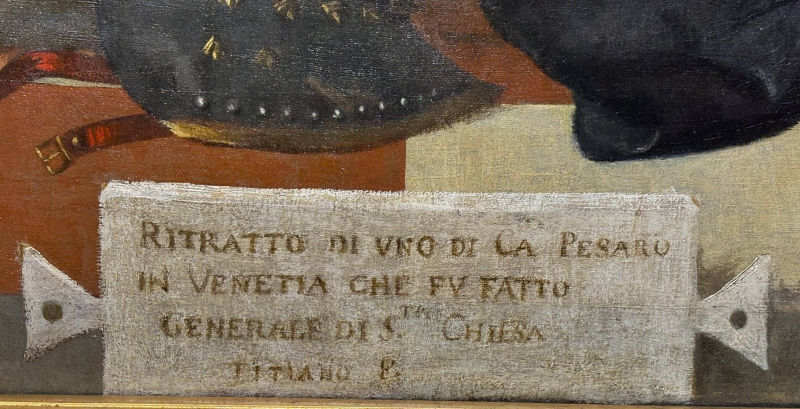 RITRATTO DI VNO DI CA PESARO
IN VENETIA CHE FV FATTO
GENERALE DI S.TA CHIESA
TITIANO F.